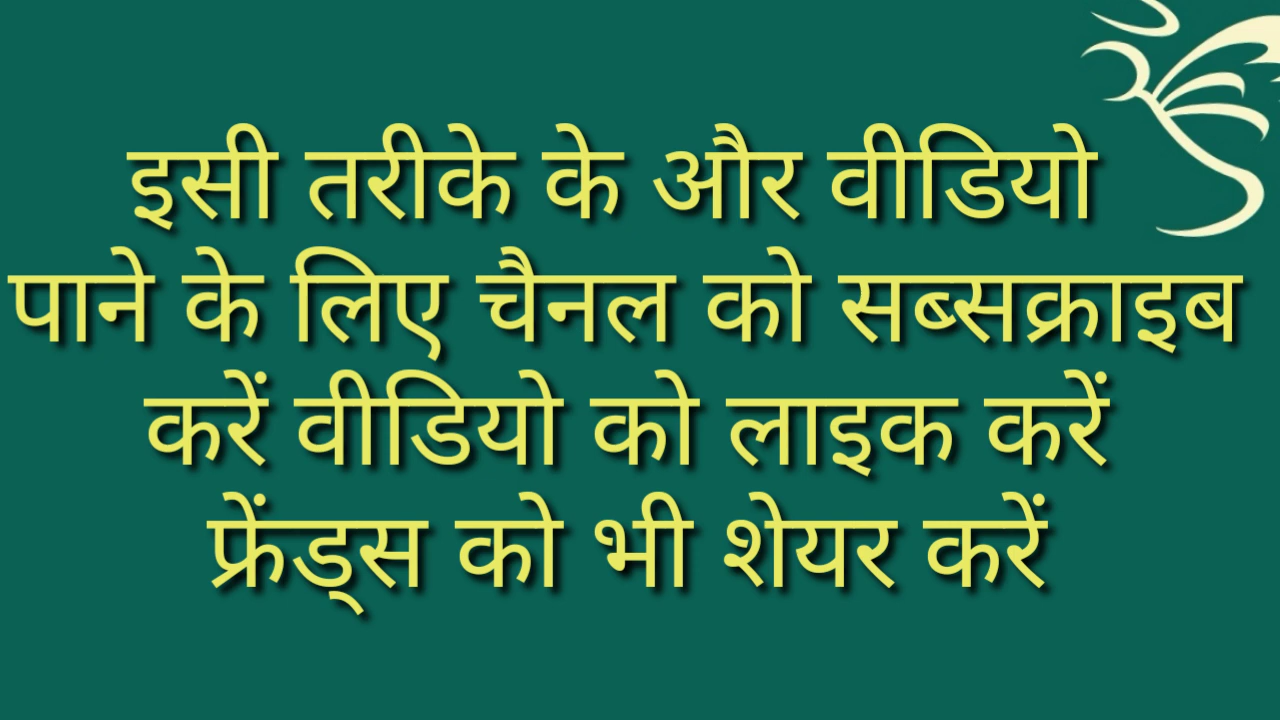 इसी तरीके के और वीडियो
पाने के लिए चैनल को सब्सक्राइब
करें वीडियो को लाइक करें
फ्रेंड्स को भी शेयर करें